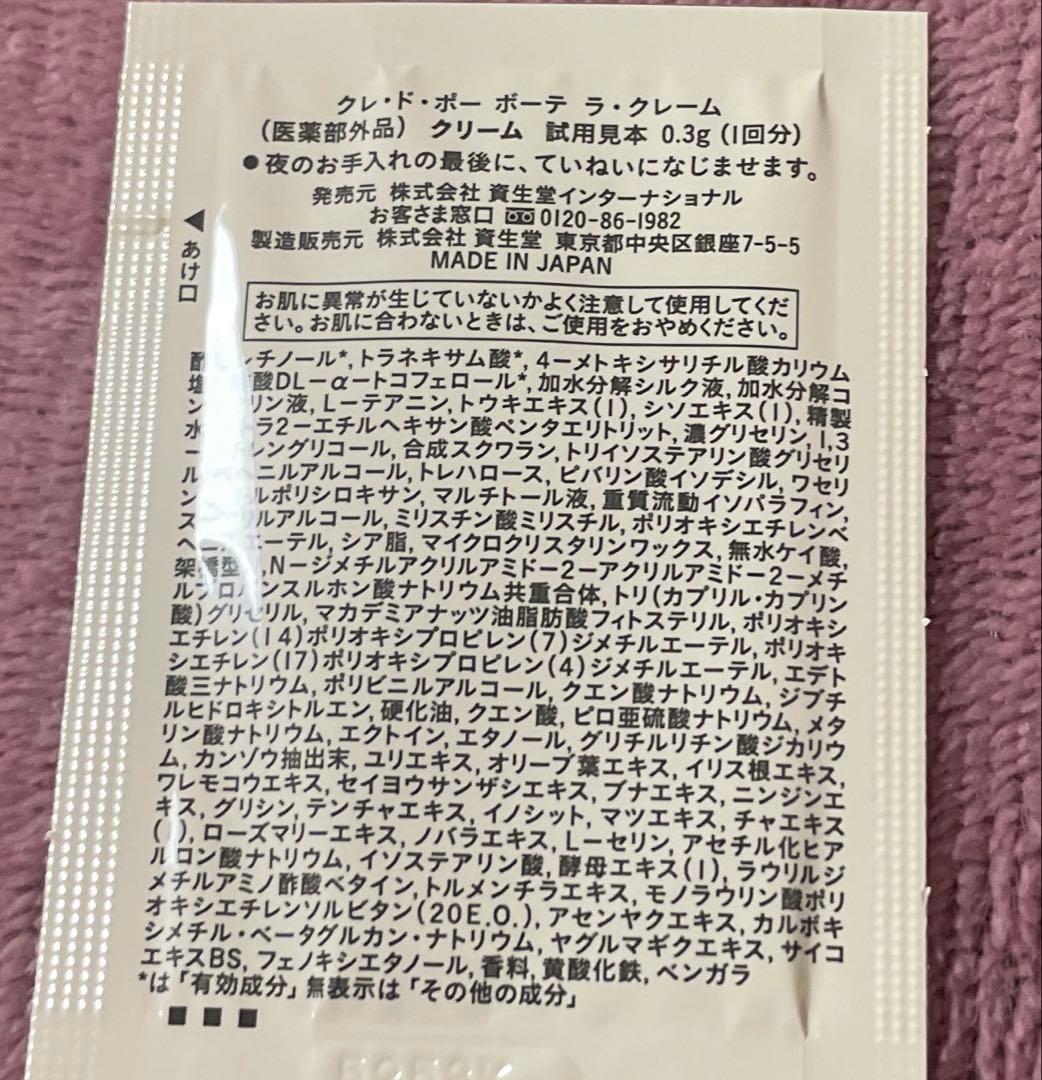 クレ・ド・ポー ボーテ ラ・クレーム
（医薬部外品） クリーム 試用見本 0.3g（1回分）
●夜のお手入れの最後に、ていねいになじませます。
発売元 株式会社 資生堂インターナショナル
お客さま窓口 0120-86-1982
製造販売元 株式会社 資生堂 東京都中央区銀座7-5-5
MADE IN JAPAN
◀あけ口
お肌に異常が生じていないかよく注意して使用してくだ
さい。お肌に合わないときは、ご使用をおやめください。
酢 レチノール*, トラネキサム酸*, 4ーメトキシサリチル酸カリウム
塩 酸DLーαートコフェロール*, 加水分解シルク液, 加水分解コ
ン リン液, Lーテアニン, トウキエキス(1), シソエキス(1), 精製
水 ラ2ーエチルヘキサン酸ペンタエリトリット, 濃グリセリン, 1,3
ー レングリコール, 合成スクワラン, トリイソステアリン酸グリセリ
ル ニルアルコール, トレハロース, ピバリン酸イソデシル, ワセリ
ン ルポリシロキサン, マルチトール液, 重質流動イソパラフィン,
ス リルアルコール, ミリスチン酸ミリスチル, ポリオキシエチレンベ
ヘ エーテル, シア脂, マイクロクリスタリンワックス, 無水ケイ酸,
架橋型 ,Nージメチルアクリルアミドー2ーアクリルアミドー2ーメチ
ルプロパンスルホン酸ナトリウム共重合体, トリ(カプリル・カプリン
酸)グリセリル, マカデミアナッツ油脂肪酸フィトステリル, ポリオキシ
エチレン(14)ポリオキシプロピレン(7)ジメチルエーテル, ポリオキ
シエチレン(17)ポリオキシプロピレン(4)ジメチルエーテル, エデト
酸三ナトリウム, ポリビニルアルコール, クエン酸ナトリウム, ジブチ
ルヒドロキシトルエン, 硬化油, クエン酸, ピロ亜硫酸ナトリウム, メタ
リン酸ナトリウム, エクトイン, エタノール, グリチルリチン酸ジカリウ
ム, カンゾウ抽出末, ユリエキス, オリーブ葉エキス, イリス根エキス,
ワレモコウエキス, セイヨウサンザシエキス, ブナエキス, ニンジンエ
キス, グリシン, テンチャエキス, イノシット, マツエキス, チャエキス
(1), ローズマリーエキス, ノバラエキス, Lーセリン, アセチル化ヒア
ルロン酸ナトリウム, イソステアリン酸, 酵母エキス(1), ラウリルジ
メチルアミノ酢酸ベタイン, トルメンチラエキス, モノラウリン酸ポリ
オキシエチレンソルビタン(20E.O.), アセンヤクエキス, カルボキ
シメチル・ベータグルカン・ナトリウム, ヤグルマギクエキス, サイコ
エキスBS, フェノキシエタノール, 香料, 黄酸化鉄, ベンガラ
*は「有効成分」無表示は「その他の成分」